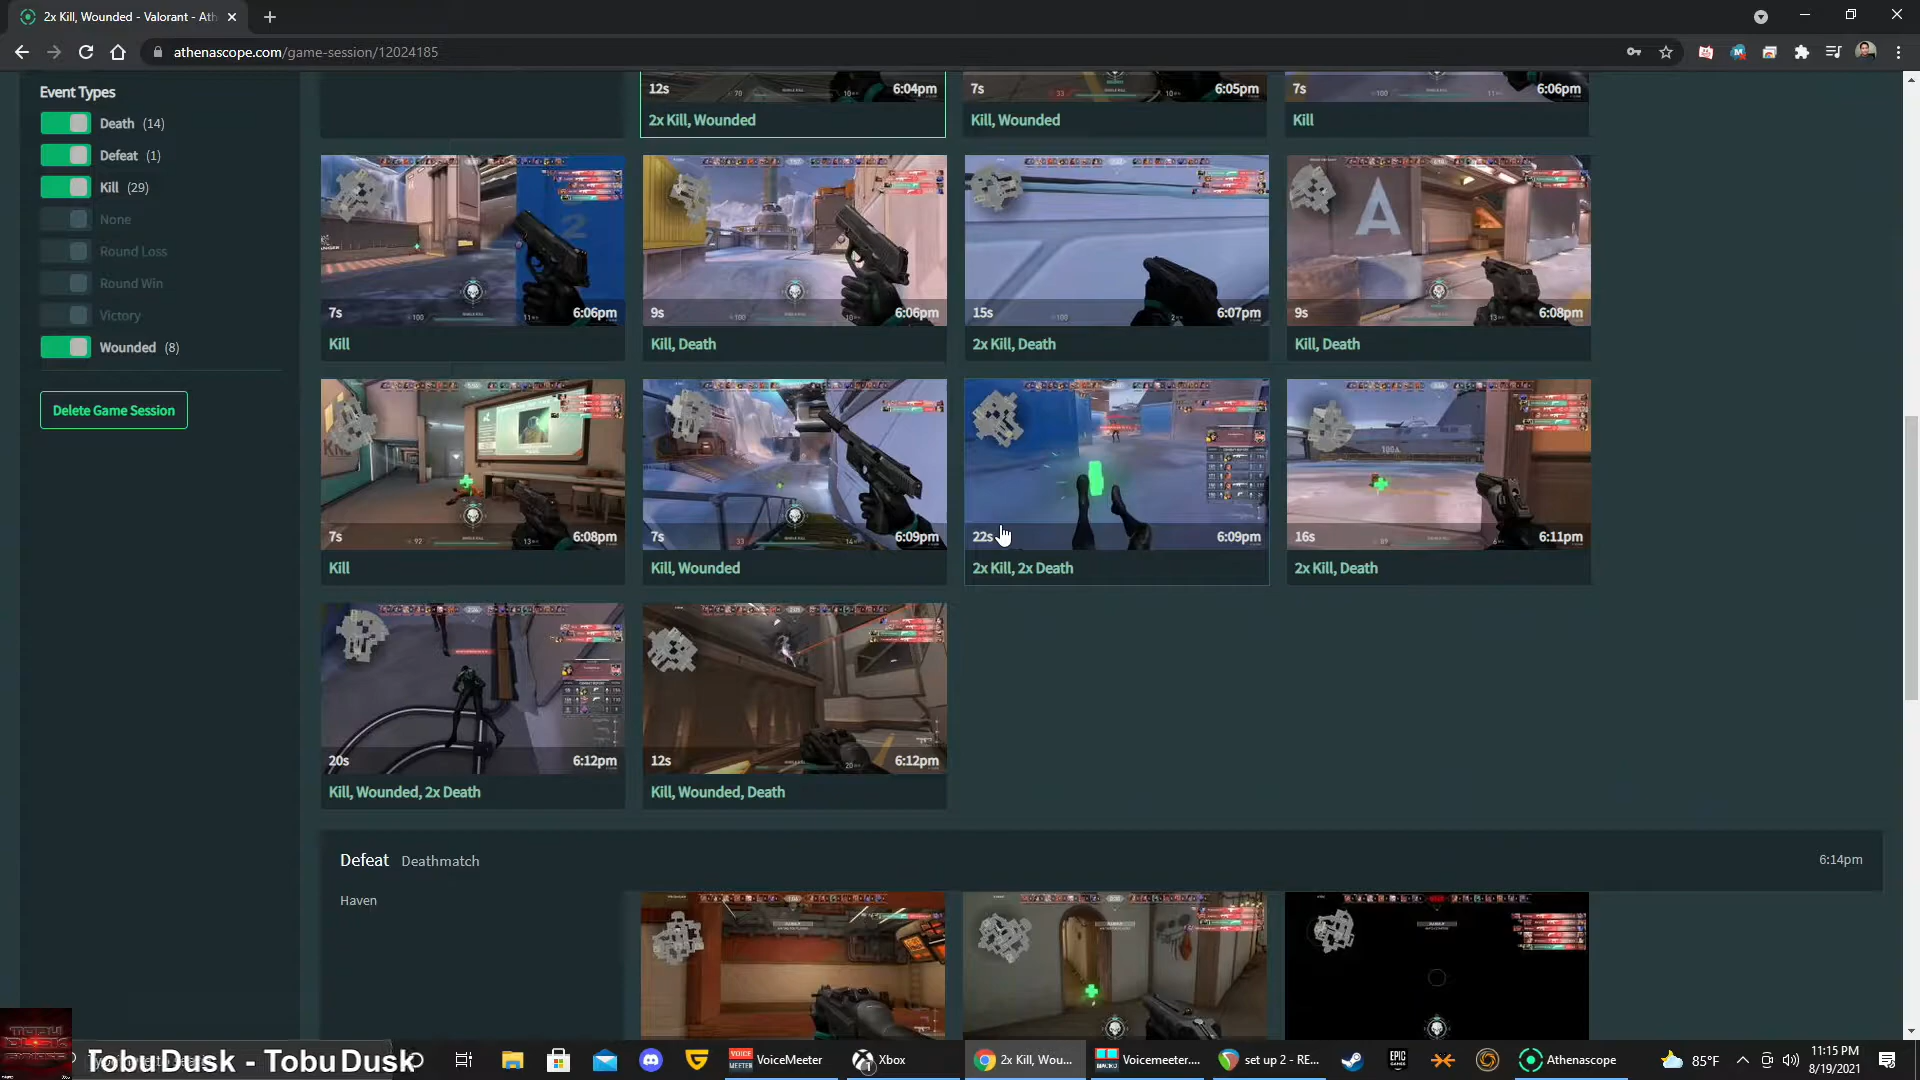 2x Kill, Wounded - Valorant - Ath
athenascope.com/game-session/12024185
Event Types
Death (14)
Defeat (1)
Kill (29)
None
Round Loss
Round Win
Victory
Wounded (8)
Delete Game Session
12s 6:04pm
2x Kill, Wounded
7s 6:05pm
Kill, Wounded
7s 6:06pm
Kill
7s 6:06pm
Kill
9s 6:06pm
Kill, Death
15s 6:07pm
2x Kill, Death
A
9s 6:08pm
Kill, Death
7s 6:08pm
Kill
7s 6:09pm
Kill, Wounded
22s 6:09pm
2x Kill, 2x Death
16s 6:11pm
2x Kill, Death
20s 6:12pm
Kill, Wounded, 2x Death
12s 6:12pm
Kill, Wounded, Death
Defeat Deathmatch 6:14pm
Haven
TobuDusk - TobuDusk
VoiceMeeter
Xbox
2x Kill, Wou...
Voicemeeter....
set up 2 - RE...
Athenascope
85°F
11:15 PM
8/19/2021